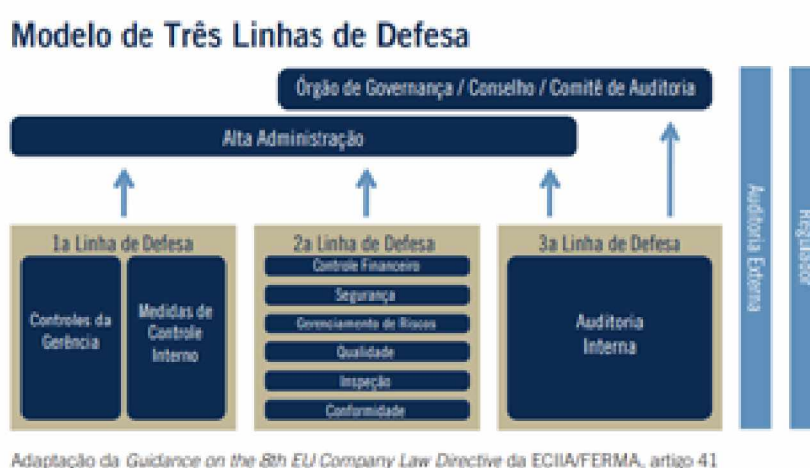 Modelo de Três Linhas de Defesa
Órgão de Governança / Conselho / Comitê de Auditoria
Alta Administração
1a Linha de Defesa
Controles da
Gerência
Medidas de
Controle
Interno
2a Linha de Defesa
Controle Financeiro
Segurança
Gerenciamento de Riscos
Qualidade
Inspeção
Conformidade
3a Linha de Defesa
Auditoria
Interna
Auditoria Externa
Regulador
Adaptação da Guidance on the 8th EU Company Law Directive da ECIIA/FERMA, artigo 41